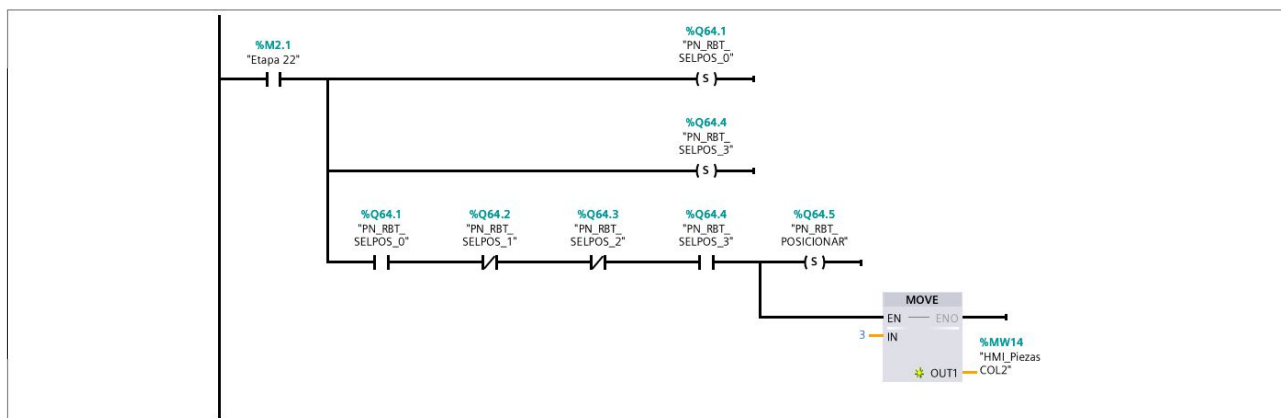 %Q64.1
"PN_RBT_
SELPOS_0"
%M2.1
"Etapa 22"
S
%Q64.4
"PN_RBT_
SELPOS_3"
S
%Q64.1
"PN_RBT_
SELPOS_0"
%Q64.2
"PN_RBT_
SELPOS_1"
%Q64.3
"PN_RBT_
SELPOS_2"
%Q64.4
"PN_RBT_
SELPOS_3"
%Q64.5
"PN_RBT_
POSICIONAR"
S
MOVE
EN
ENO
3
IN
%MW14
"HMI_Piezas
COL2"
OUT1